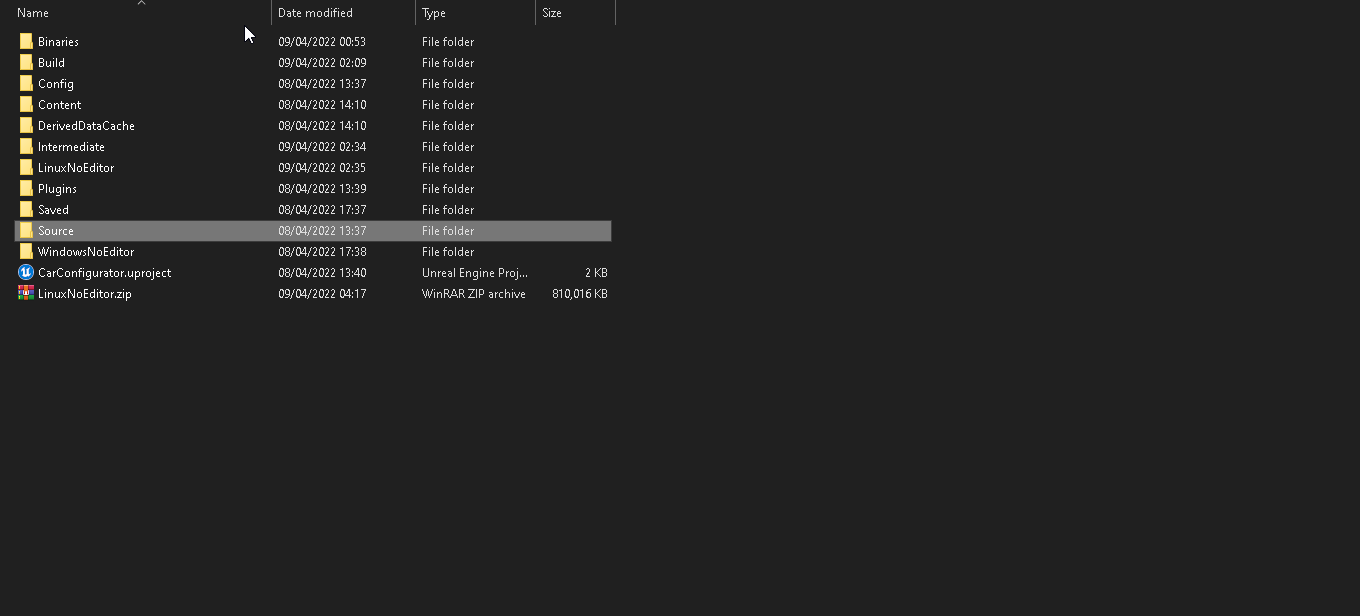 Name Date modified Type Size
Binaries 09/04/2022 00:53 File folder
Build 09/04/2022 02:09 File folder
Config 08/04/2022 13:37 File folder
Content 08/04/2022 14:10 File folder
DerivedDataCache 08/04/2022 14:10 File folder
Intermediate 09/04/2022 02:34 File folder
LinuxNoEditor 09/04/2022 02:35 File folder
Plugins 08/04/2022 13:39 File folder
Saved 08/04/2022 17:37 File folder
Source 08/04/2022 13:37 File folder
WindowsNoEditor 08/04/2022 17:38 File folder
CarConfigurator.uproject 08/04/2022 13:40 Unreal Engine Proj... 2 KB
LinuxNoEditor.zip 09/04/2022 04:17 WinRAR ZIP archive 810,016 KB